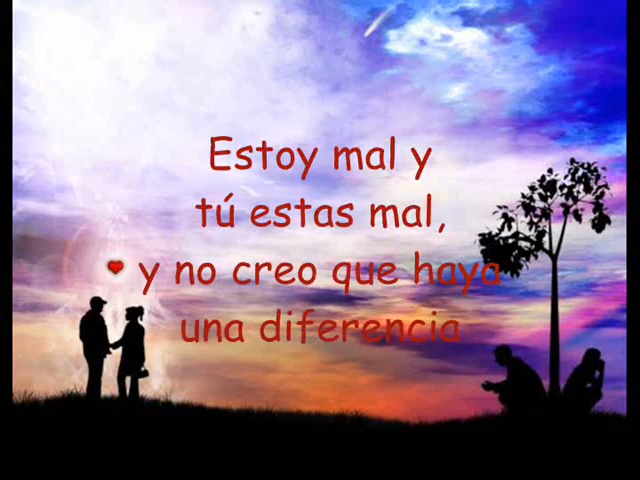 Estoy mal y
tú estas mal,
y no creo que haya
una diferencia